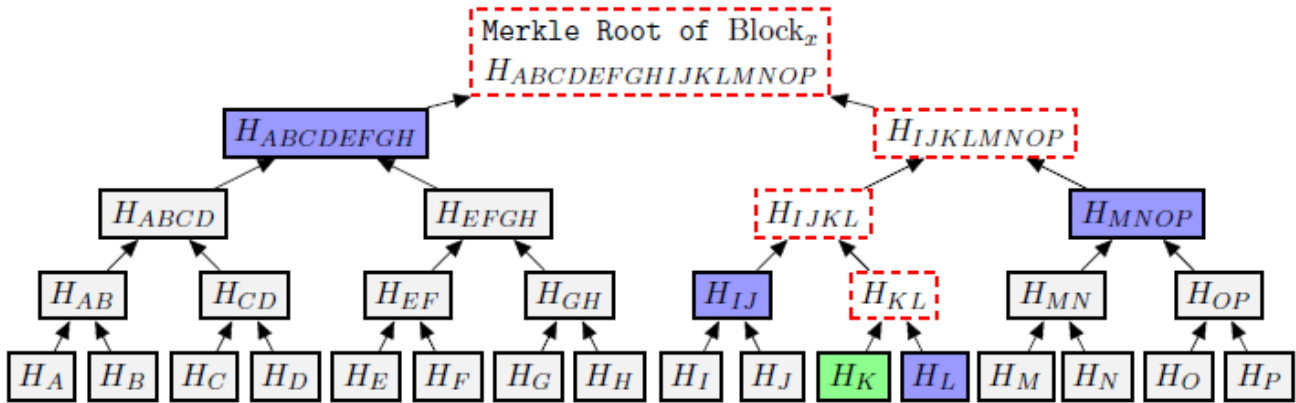 Merkle Root of Blockₓ
H_ABCDEFGHIJKLMNOP
H_ABCDEFGH H_IJKLMNOP
H_ABCD H_EFGH H_IJKL H_MNOP
H_AB H_CD H_EF H_GH H_IJ H_KL H_MN H_OP
H_A H_B H_C H_D H_E H_F H_G H_H H_I H_J H_K H_L H_M H_N H_O H_P